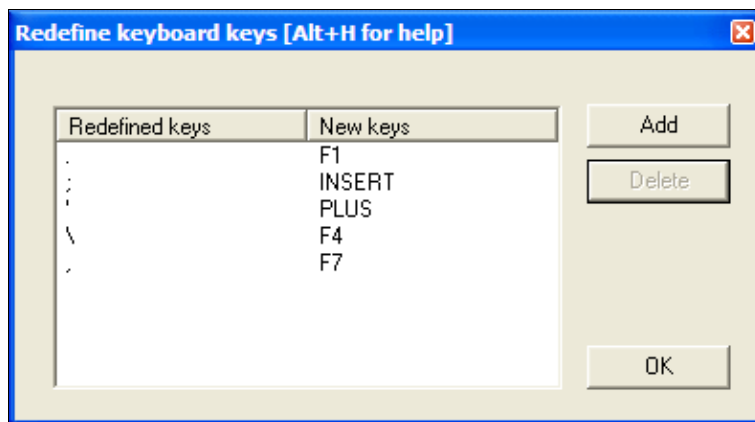 Redefine keyboard keys [Alt+H for help]
Redefined keys New keys Add
. F1
; INSERT Delete
' PLUS
\ F4
, F7
OK